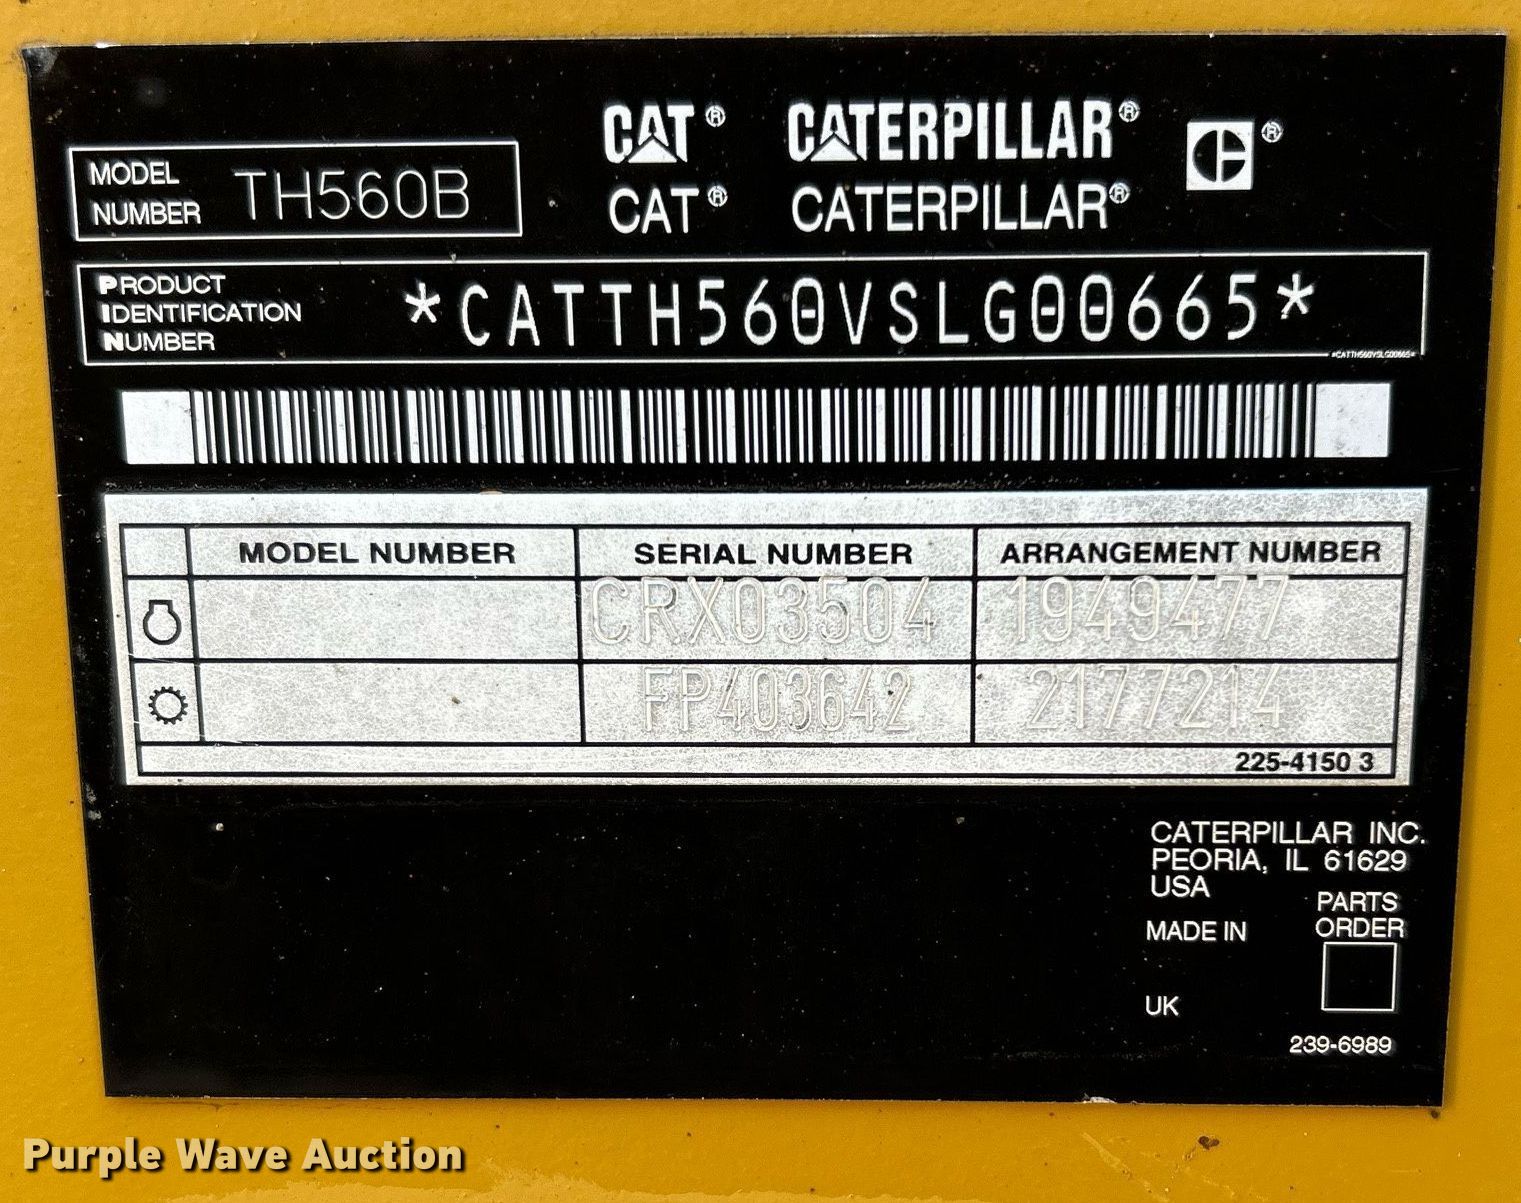 CAT® CATERPILLAR® ®
CAT® CATERPILLAR®
MODEL
NUMBER TH560B
PRODUCT
IDENTIFICATION
NUMBER
*CATTH560VSLG00665*
*CATTH560VSLG00665*
MODEL NUMBER SERIAL NUMBER ARRANGEMENT NUMBER
CRX03504 1949477
FP403642 2177214
225-4150 3
CATERPILLAR INC.
PEORIA, IL 61629
USA
PARTS
ORDER
MADE IN
UK
239-6989
Purple Wave Auction